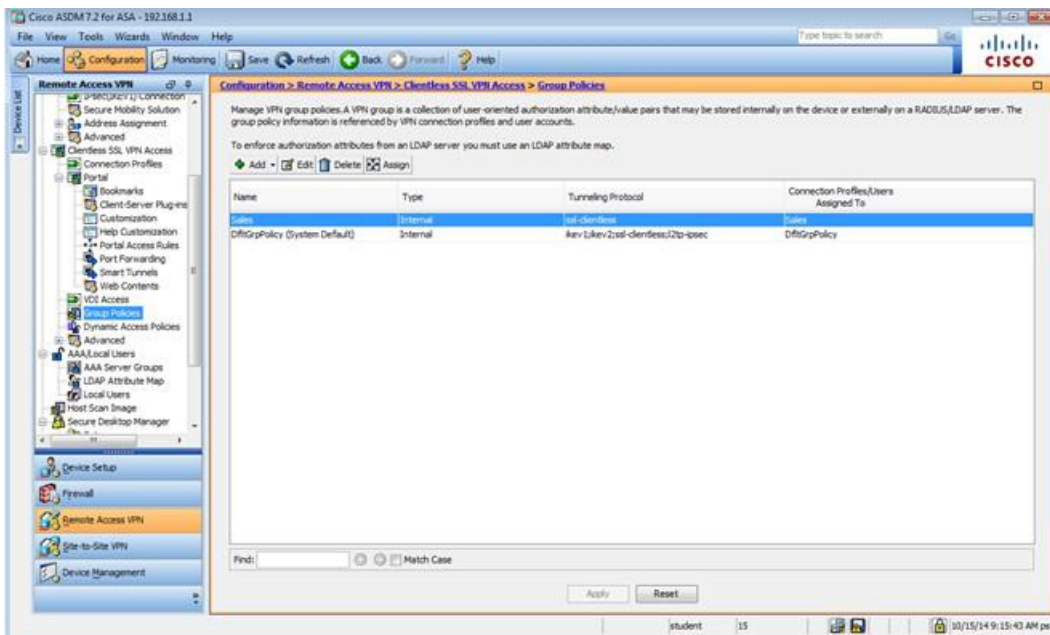 Cisco ASDM 7.2 for ASA - 192.168.1.1
File View Tools Wizards Window Help
Type topic to search
Go
Home Configuration Monitoring Save Refresh Back Forward Help
CISCO
Device List
Remote Access VPN
Configuration > Remote Access VPN > Clientless SSL VPN Access > Group Policies
Connection
Secure Mobility Solution
Address Assignment
Advanced
Clientless SSL VPN Access
Connection Profiles
Portal
Bookmarks
Client-Server Plug-ins
Customization
Help Customization
Portal Access Rules
Port Forwarding
Smart Tunnels
Web Contents
VDI Access
Group Policies
Dynamic Access Policies
Advanced
AAA/Local Users
AAA Server Groups
LDAP Attribute Map
Local Users
Host Scan Image
Secure Desktop Manager
Device Setup
Firewall
Remote Access VPN
Site-to-Site VPN
Device Management
Manage VPN group policies. A VPN group is a collection of user-oriented authorization attribute/value pairs that may be stored internally on the device or externally on a RADIUS/LDAP server. The
group policy information is referenced by VPN connection profiles and user accounts.
To enforce authorization attributes from an LDAP server you must use an LDAP attribute map.
Add Edit Delete Assign
Name Type Tunneling Protocol Connection Profiles/Users Assigned To
Sales Internal ssl-clientless Sales
DfltGrpPolicy (System Default) Internal ikev1;ikev2;ssl-clientless;l2tp-ipsec DfltGrpPolicy
Find: Match Case
Apply Reset
student 15 10/15/14 9:15:43 AM